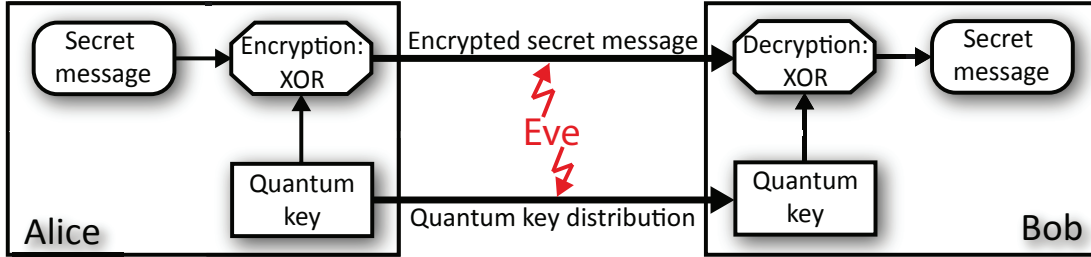 Secret
message
Encryption:
XOR
Encrypted secret message
Decryption:
XOR
Secret
message
Eve
Quantum
key
Quantum key distribution
Quantum
key
Alice
Bob